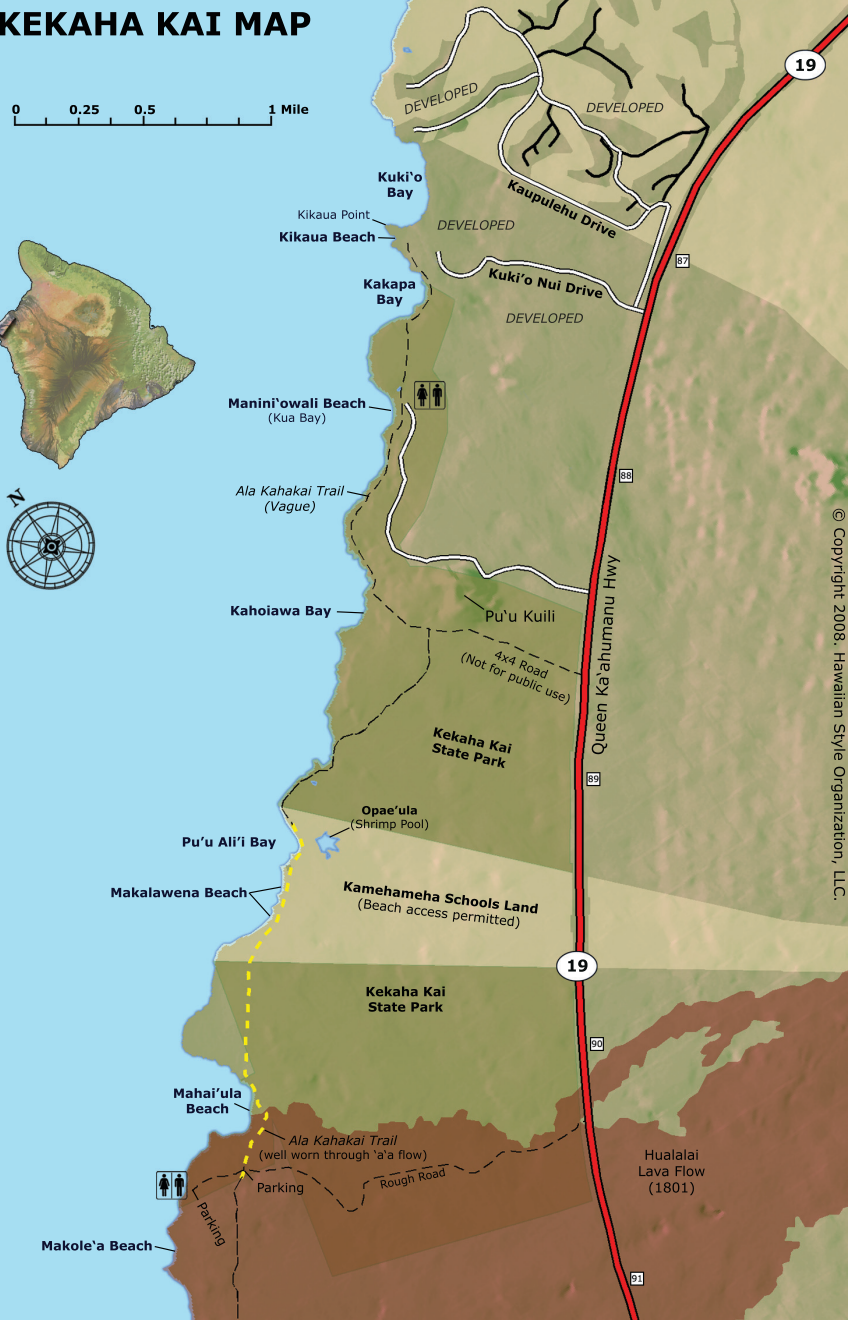 KEKAHA KAI MAP
0 0.25 0.5 1 Mile
19
DEVELOPED
DEVELOPED
Kuki‘o
Bay
Kaupulehu Drive
Kikaua Point
DEVELOPED
Kikaua Beach
87
Kuki’o Nui Drive
Kakapa
Bay
DEVELOPED
Manini‘owali Beach
(Kua Bay)
88
Ala Kahakai Trail
(Vague)
N
Kahoiawa Bay
Pu‘u Kuili
4x4 Road
(Not for public use)
Queen Ka‘ahumanu Hwy
© Copyright 2008. Hawaiian Style Organization, LLC.
Kekaha Kai
State Park
89
Opae’ula
(Shrimp Pool)
Pu’u Ali’i Bay
Makalawena Beach
Kamehameha Schools Land
(Beach access permitted)
19
Kekaha Kai
State Park
90
Mahai’ula
Beach
Ala Kahakai Trail
(well worn through ‘a‘a flow)
Hualalai
Lava Flow
(1801)
Rough Road
Parking
Parking
Makole‘a Beach
91